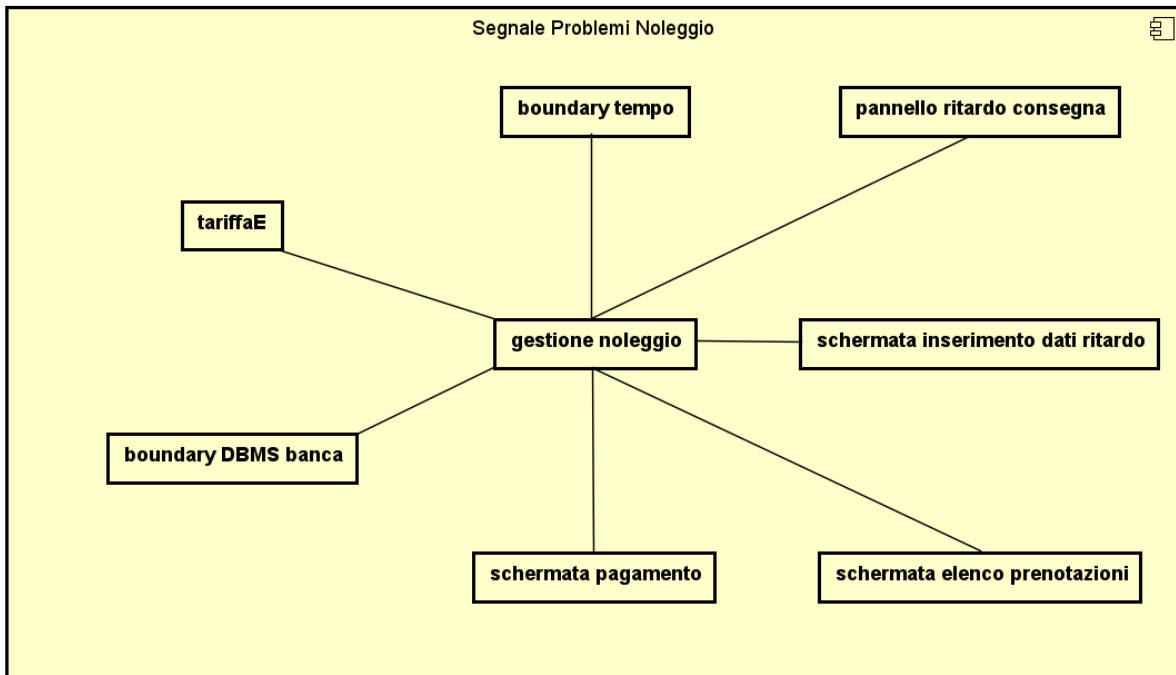 Segnale Problemi Noleggio
boundary tempo
pannello ritardo consegna
tariffaE
gestione noleggio
schermata inserimento dati ritardo
boundary DBMS banca
schermata pagamento
schermata elenco prenotazioni